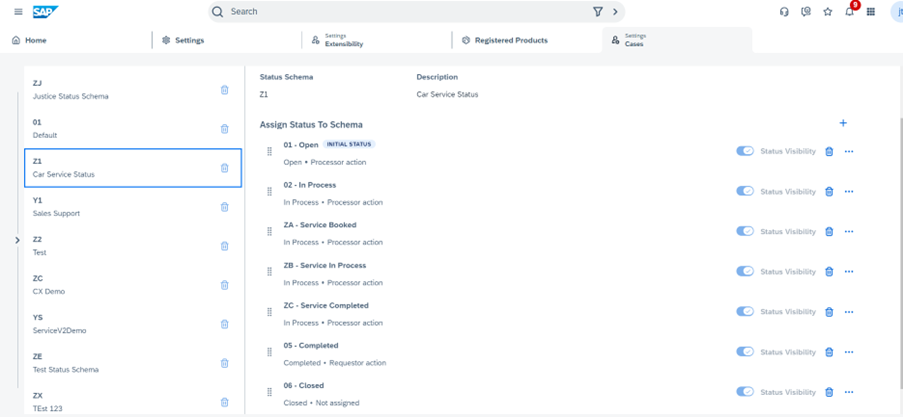 SAP
Search
9
Home
Settings
Settings
Extensibility
Registered Products
Settings
Cases
ZJ
Justice Status Schema
01
Default
Z1
Car Service Status
Y1
Sales Support
Z2
Test
ZC
CX Demo
YS
ServiceV2Demo
ZE
Test Status Schema
ZX
TEst 123
Status Schema
Description
Z1
Car Service Status
Assign Status To Schema
01 - Open INITIAL STATUS
Open • Processor action
Status Visibility
02 - In Process
In Process • Processor action
Status Visibility
ZA - Service Booked
In Process • Processor action
Status Visibility
ZB - Service In Process
In Process • Processor action
Status Visibility
ZC - Service Completed
In Process • Processor action
Status Visibility
05 - Completed
Completed • Requestor action
Status Visibility
06 - Closed
Closed • Not assigned
Status Visibility